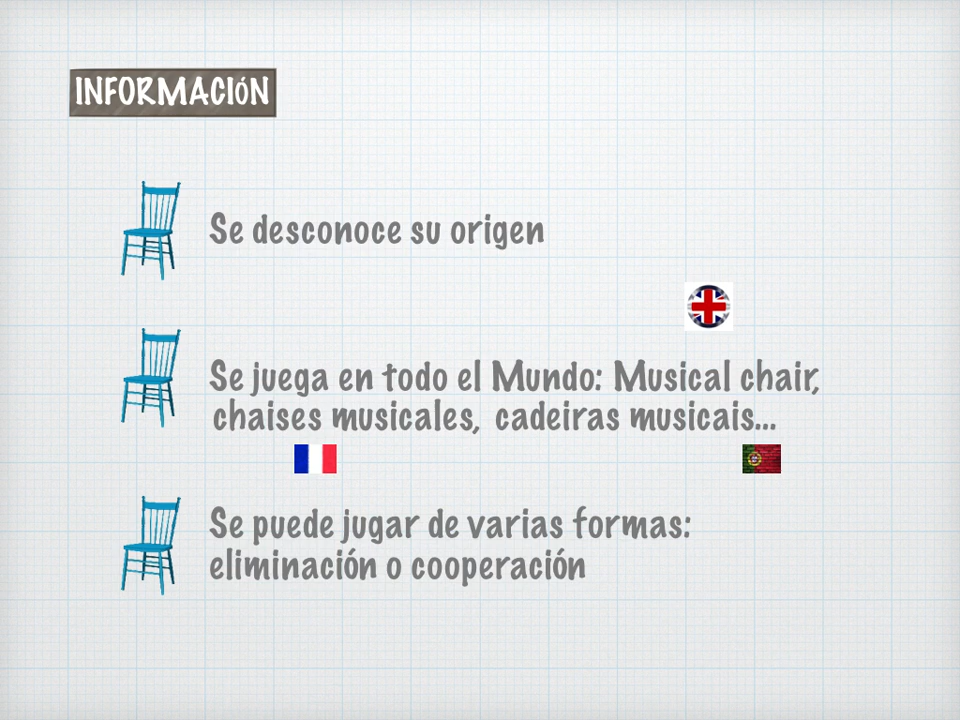 INFORMACIÓN
Se desconoce su origen
Se juega en todo el Mundo: Musical chair,
chaises musicales, cadeiras musicais...
Se puede jugar de varias formas:
eliminación o cooperación